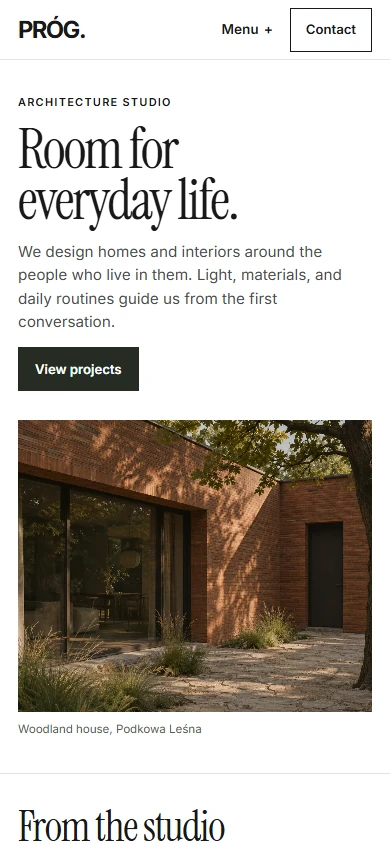 PRÓG.
Menu +
Contact
ARCHITECTURE STUDIO
Room for
everyday life.
We design homes and interiors around the
people who live in them. Light, materials, and
daily routines guide us from the first
conversation.
View projects
Woodland house, Podkowa Leśna
From the studio